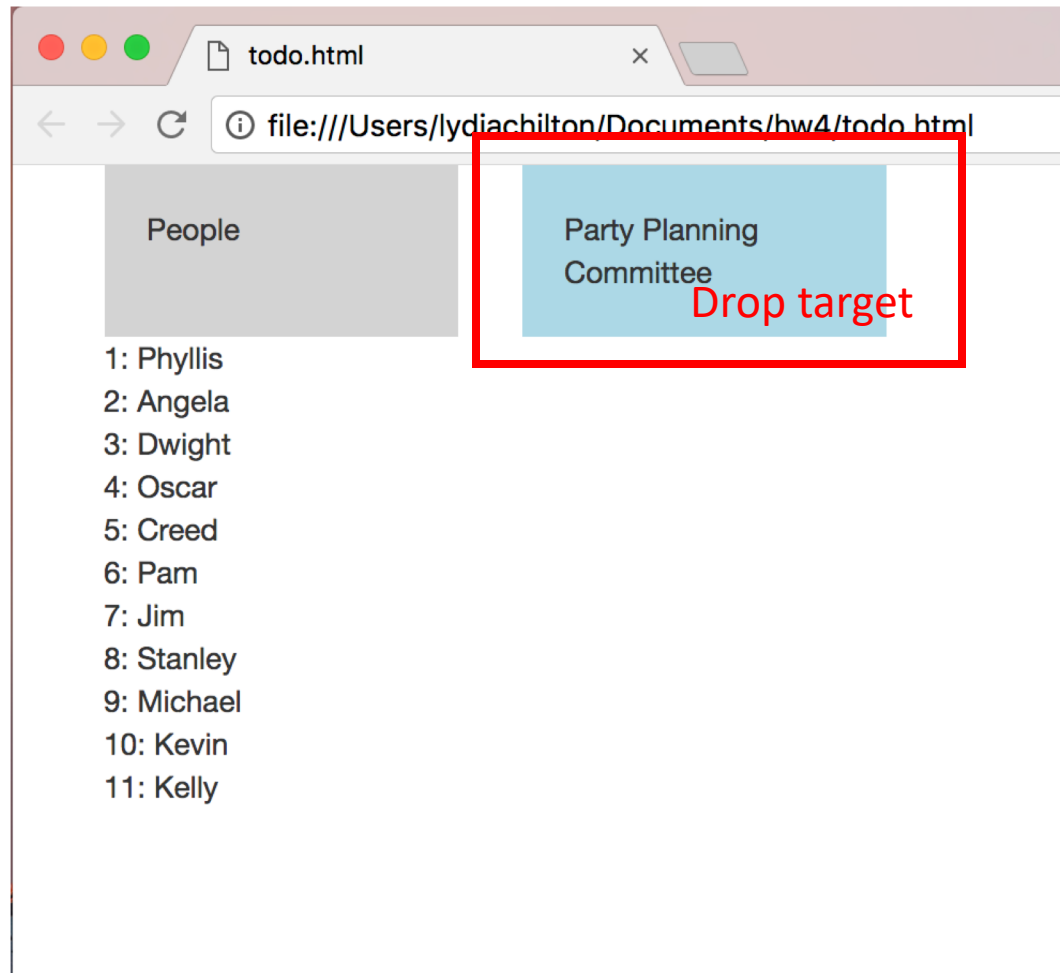 todo.html
file:///Users/lydiachilton/Documents/hw4/todo.html
People
Party Planning
Committee
Drop target
1: Phyllis
2: Angela
3: Dwight
4: Oscar
5: Creed
6: Pam
7: Jim
8: Stanley
9: Michael
10: Kevin
11: Kelly